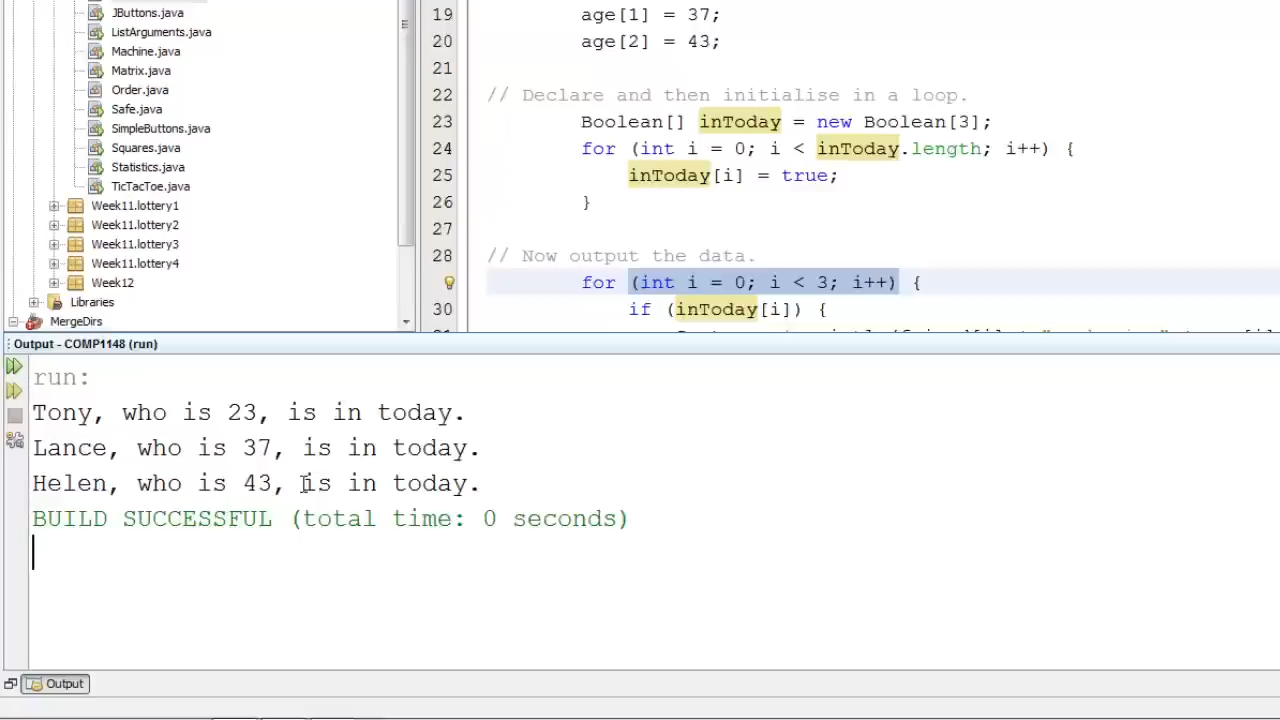 JButtons.java
ListArguments.java
Machine.java
Matrix.java
Order.java
Safe.java
SimpleButtons.java
Squares.java
Statistics.java
TicTacToe.java
Week11.lottery1
Week11.lottery2
Week11.lottery3
Week11.lottery4
Week12
Libraries
MergeDirs
19 age[1] = 37;
20 age[2] = 43;
21
22 // Declare and then initialise in a loop.
23 Boolean[] inToday = new Boolean[3];
24 for (int i = 0; i < inToday.length; i++) {
25 inToday[i] = true;
26 }
27
28 // Now output the data.
for (int i = 0; i < 3; i++) {
30 if (inToday[i]) {
Output - COMP1148 (run)
run:
Tony, who is 23, is in today.
Lance, who is 37, is in today.
Helen, who is 43, is in today.
BUILD SUCCESSFUL (total time: 0 seconds)
Output